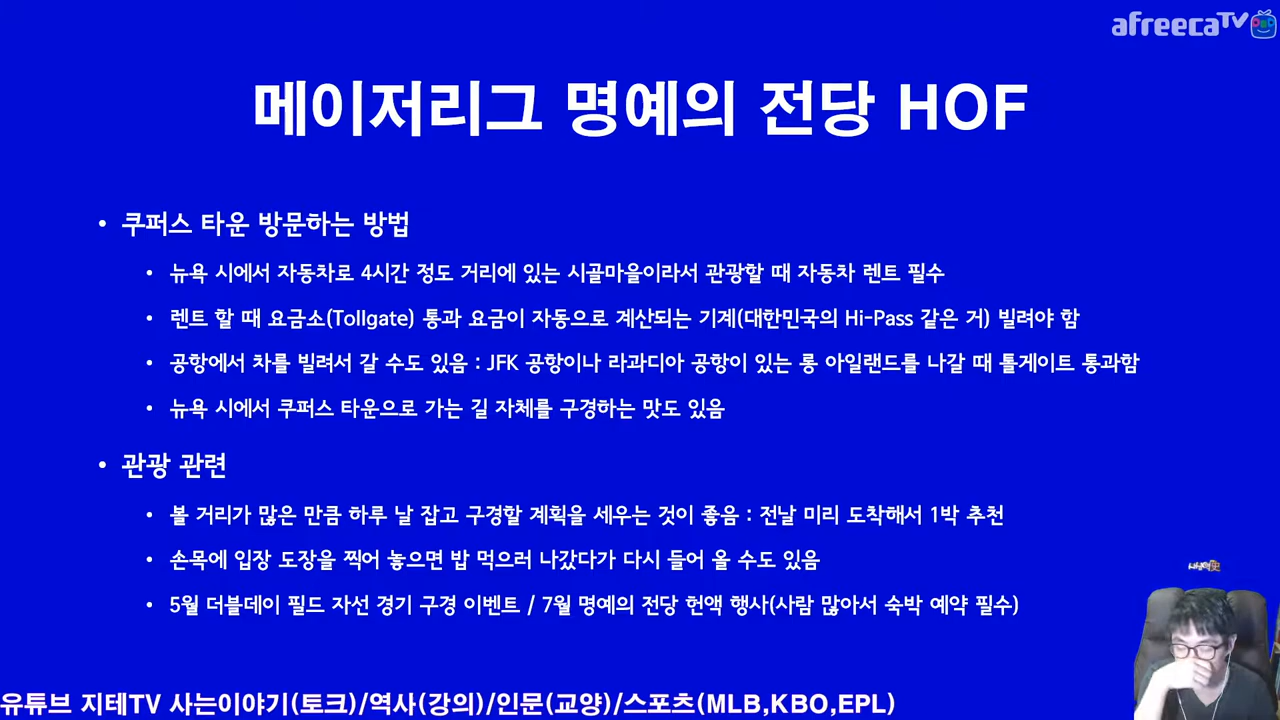 afreecaTV
메이저리그 명예의 전당 HOF
• 쿠퍼스 타운 방문하는 방법
• 뉴욕 시에서 자동차로 4시간 정도 거리에 있는 시골마을이라서 관광할 때 자동차 렌트 필수
• 렌트 할 때 요금소(Tollgate) 통과 요금이 자동으로 계산되는 기계(대한민국의 Hi-Pass 같은 거) 빌려야 함
• 공항에서 차를 빌려서 갈 수도 있음 : JFK 공항이나 라과디아 공항이 있는 롱 아일랜드를 나갈 때 톨게이트 통과함
• 뉴욕 시에서 쿠퍼스 타운으로 가는 길 자체를 구경하는 맛도 있음
• 관광 관련
• 볼 거리가 많은 만큼 하루 날 잡고 구경할 계획을 세우는 것이 좋음 : 전날 미리 도착해서 1박 추천
• 손목에 입장 도장을 찍어 놓으면 밥 먹으러 나갔다가 다시 들어 올 수도 있음
• 5월 더블데이 필드 자선 경기 구경 이벤트 / 7월 명예의 전당 헌액 행사(사람 많아서 숙박 예약 필수)
유튜브 지테TV 사는이야기(토크)/역사(강의)/인문(교양)/스포츠(MLB,KBO,EPL)